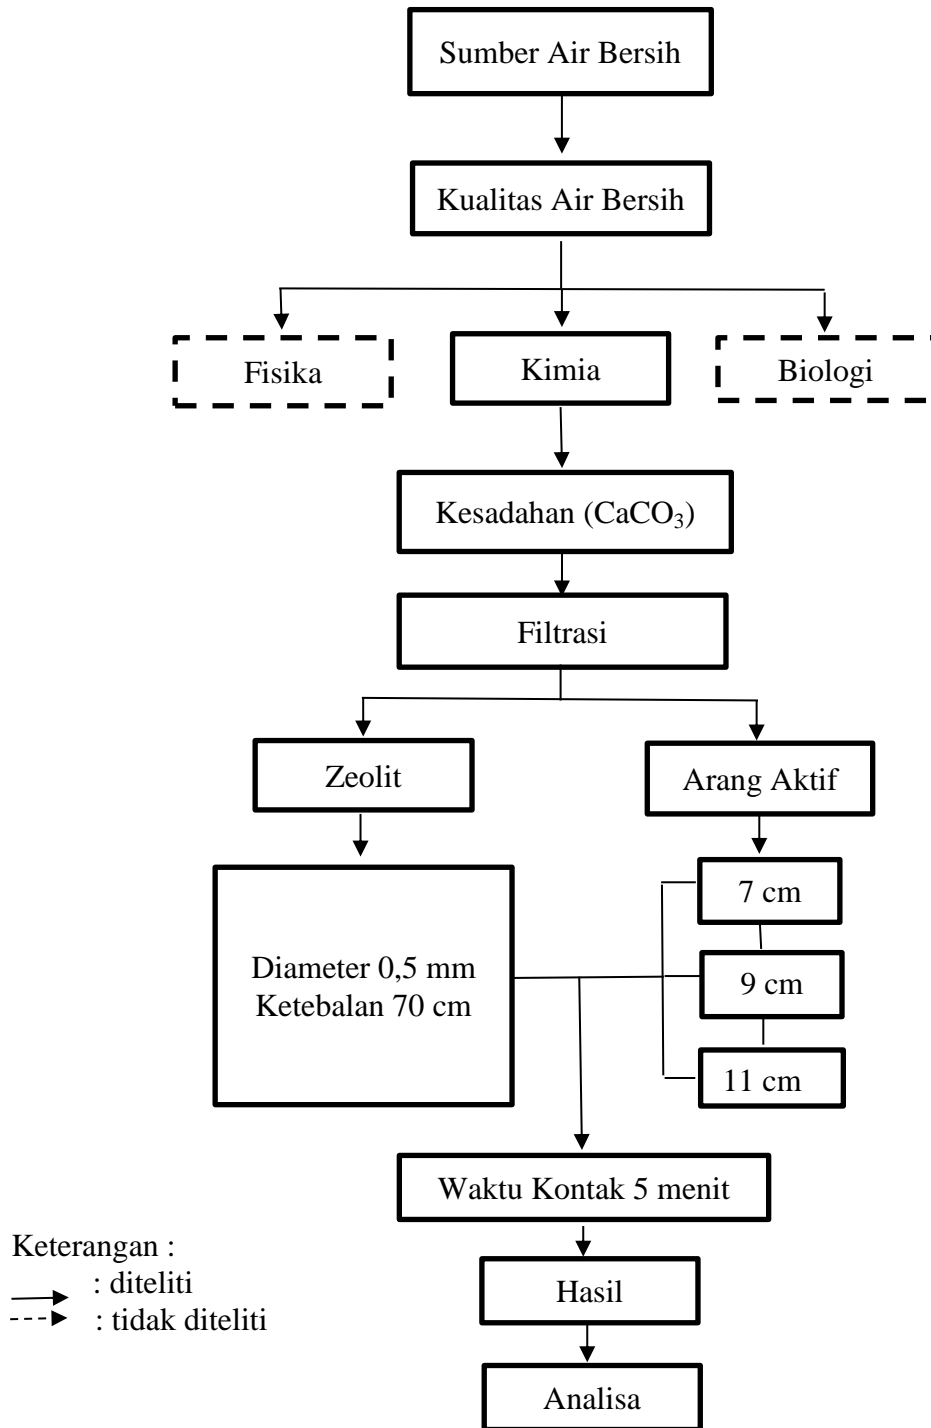 Sumber Air Bersih
Kualitas Air Bersih
Fisika
Kimia
Biologi
Kesadahan (CaCO₃)
Filtrasi
Zeolit
Arang Aktif
Diameter 0,5 mm
Ketebalan 70 cm
7 cm
9 cm
11 cm
Waktu Kontak 5 menit
Hasil
Analisa
Keterangan :
: diteliti
: tidak diteliti